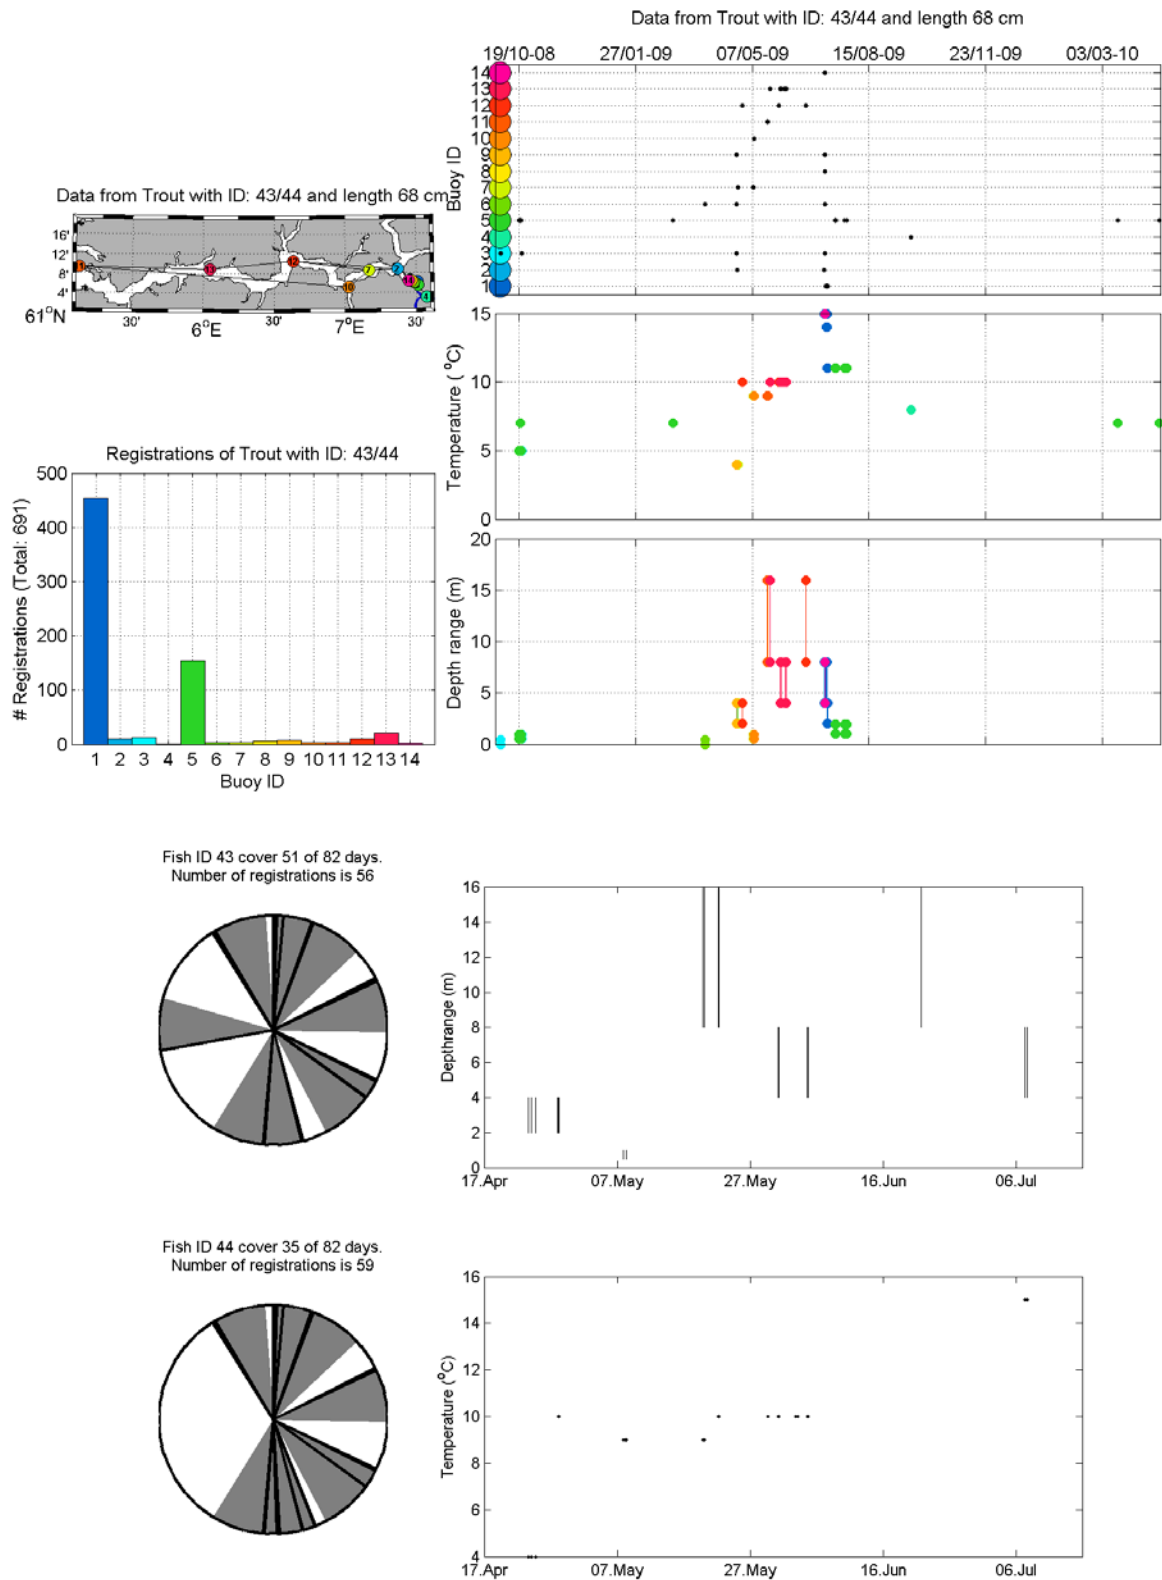 Data from Trout with ID: 43/44 and length 68 cm
19/10-08 27/01-09 07/05-09 15/08-09 23/11-09 03/03-10
14
13
12
11
10
9
8
7
6
5
4
3
2
1
Buoy ID
Data from Trout with ID: 43/44 and length 68 cm
16'
12'
8'
4'
61°N
30' 6°E 30' 7°E 30'
11 13 12 7 2 10 14 4
15
10
5
0
Temperature (°C)
Registrations of Trout with ID: 43/44
500
400
300
200
100
0
# Registrations (Total: 691)
1 2 3 4 5 6 7 8 9 10 11 12 13 14
Buoy ID
20
15
10
5
0
Depth range (m)
Fish ID 43 cover 51 of 82 days.
Number of registrations is 56
16
14
12
10
8
6
4
2
0
Depthrange (m)
17.Apr 07.May 27.May 16.Jun 06.Jul
Fish ID 44 cover 35 of 82 days.
Number of registrations is 59
16
14
12
10
8
6
4
Temperature (°C)
17.Apr 07.May 27.May 16.Jun 06.Jul